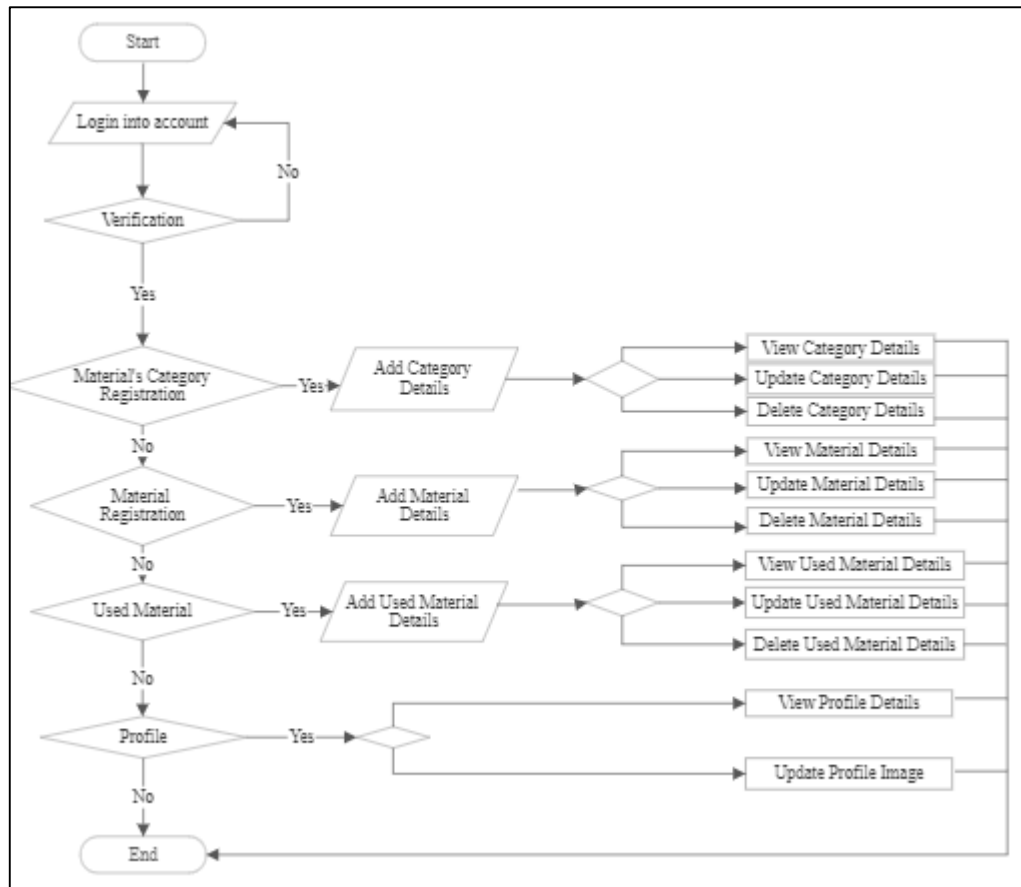 Start
Login into account
No
Verification
Yes
Material's Category
Registration
Yes
Add Category
Details
View Category Details
Update Category Details
Delete Category Details
No
Material
Registration
Yes
Add Material
Details
View Material Details
Update Material Details
Delete Material Details
No
Used Material
Yes
Add Used Material
Details
View Used Material Details
Update Used Material Details
Delete Used Material Details
No
Profile
Yes
View Profile Details
Update Profile Image
No
End